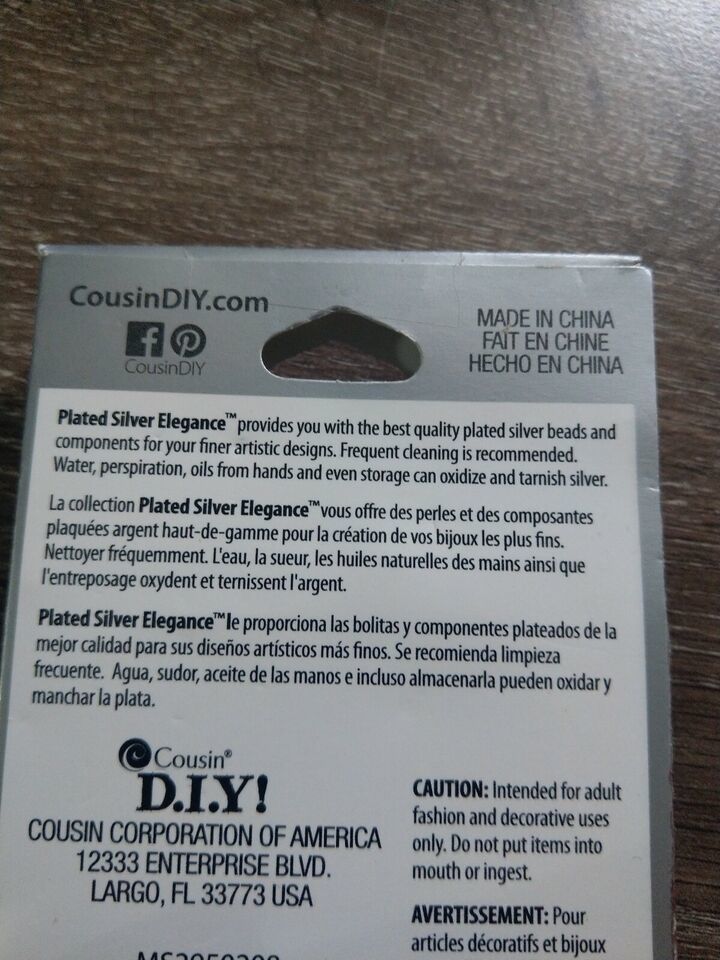 CousinDIY.com
CousinDIY
MADE IN CHINA
FAIT EN CHINE
HECHO EN CHINA
Plated Silver Elegance™ provides you with the best quality plated silver beads and
components for your finer artistic designs. Frequent cleaning is recommended.
Water, perspiration, oils from hands and even storage can oxidize and tarnish silver.
La collection Plated Silver Elegance™ vous offre des perles et des composantes
plaquées argent haut-de-gamme pour la création de vos bijoux les plus fins.
Nettoyer fréquemment. L'eau, la sueur, les huiles naturelles des mains ainsi que
l'entreposage oxydent et ternissent l'argent.
Plated Silver Elegance™ le proporciona las bolitas y componentes plateados de la
mejor calidad para sus diseños artísticos más finos. Se recomienda limpieza
frecuente. Agua, sudor, aceite de las manos e incluso almacenarla pueden oxidar y
manchar la plata.
Cousin®
D.I.Y!
COUSIN CORPORATION OF AMERICA
12333 ENTERPRISE BLVD.
LARGO, FL 33773 USA
CAUTION: Intended for adult
fashion and decorative uses
only. Do not put items into
mouth or ingest.
AVERTISSEMENT: Pour
articles décoratifs et bijoux